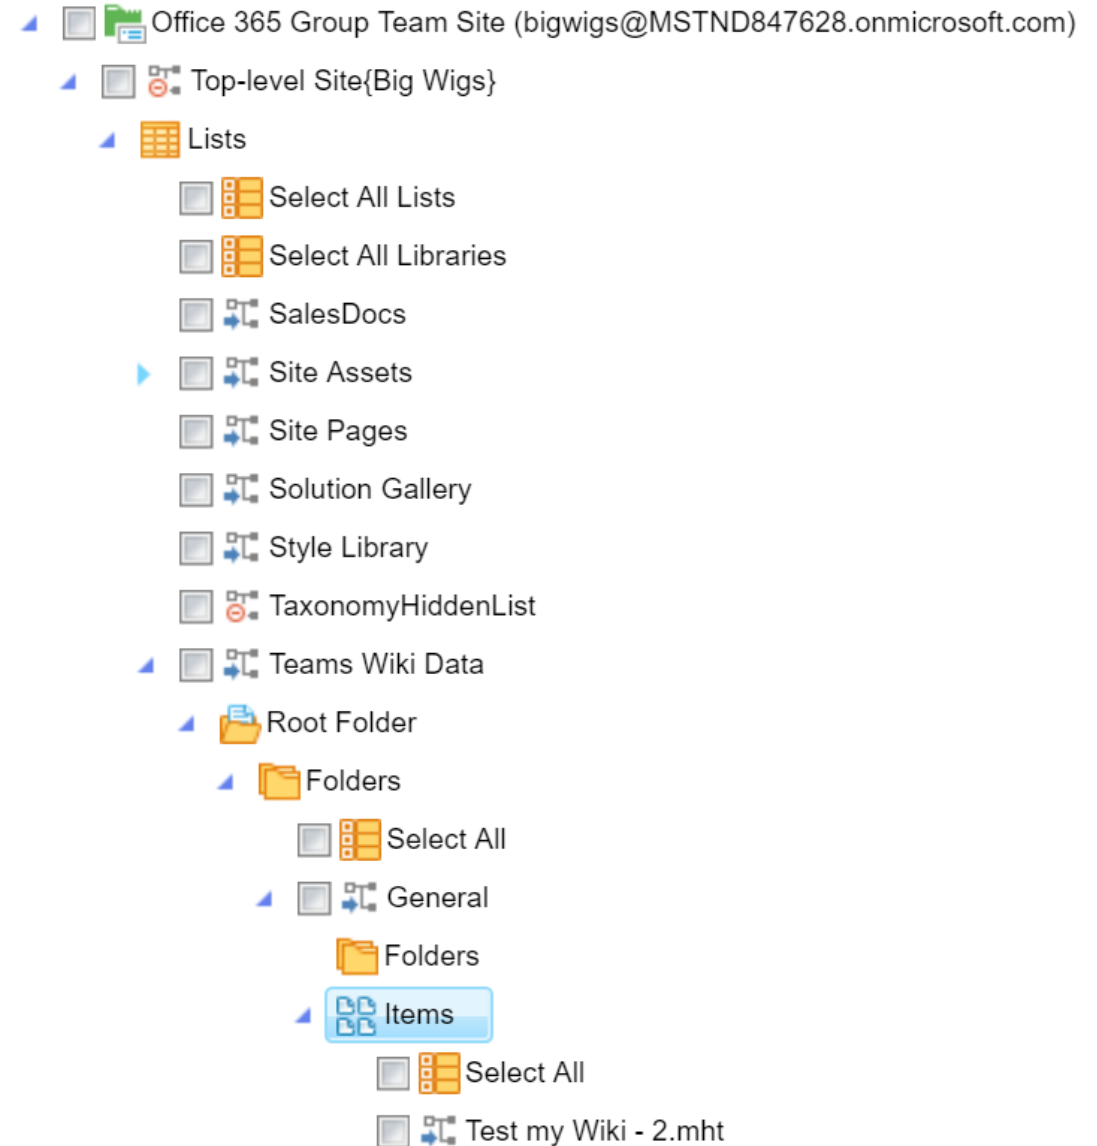 Office 365 Group Team Site (bigwigs@MSTND847628.onmicrosoft.com)
Top-level Site{Big Wigs}
Lists
Select All Lists
Select All Libraries
SalesDocs
Site Assets
Site Pages
Solution Gallery
Style Library
TaxonomyHiddenList
Teams Wiki Data
Root Folder
Folders
Select All
General
Folders
Items
Select All
Test my Wiki - 2.mht